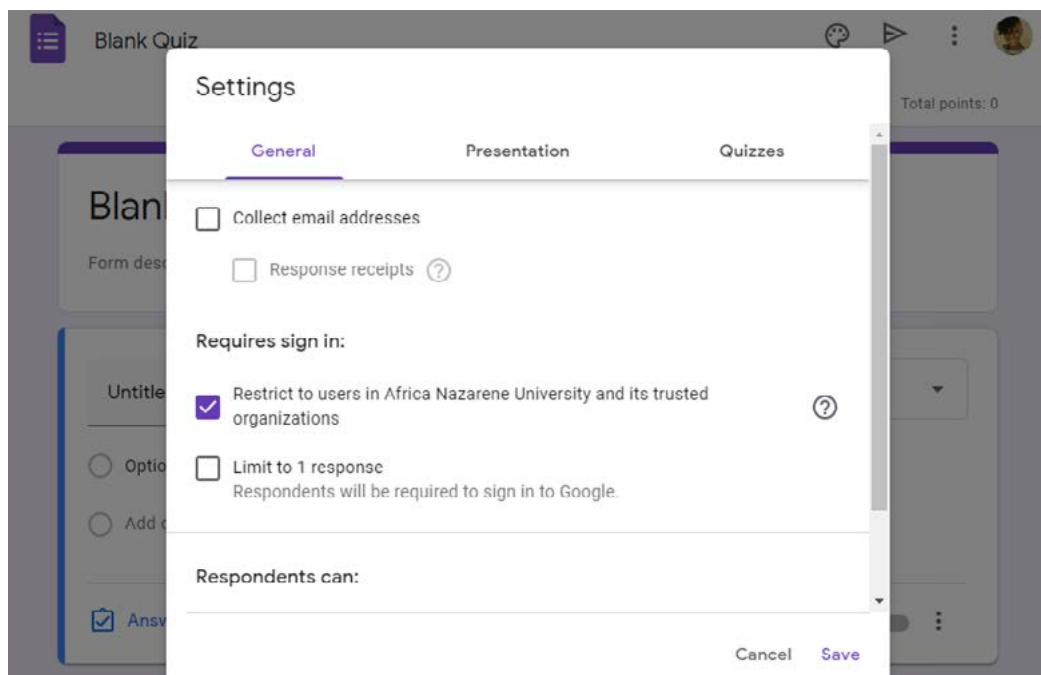 Blank Quiz
Total points: 0
Settings
General Presentation Quizzes
Blan
Form desc
Collect email addresses
Response receipts
Requires sign in:
Untitle
Restrict to users in Africa Nazarene University and its trusted
organizations
Optio
Limit to 1 response
Respondents will be required to sign in to Google.
Add
Respondents can:
Answ
Cancel Save